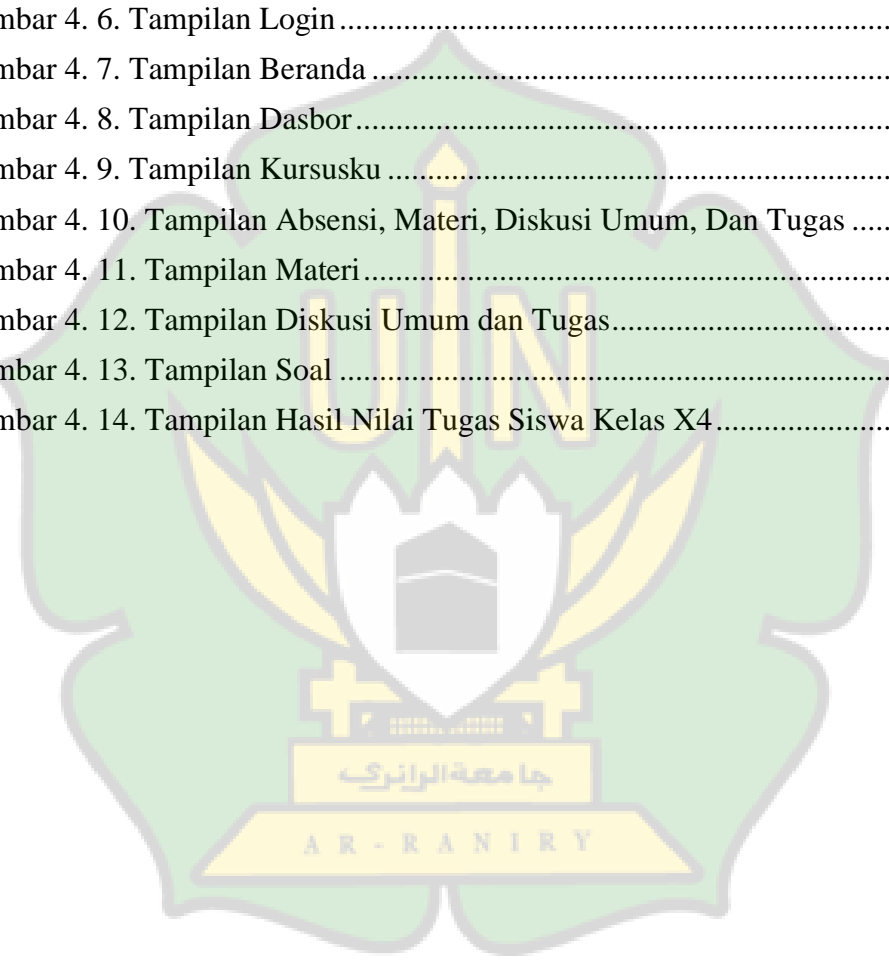 mbar 4. 6. Tampilan Login
mbar 4. 7. Tampilan Beranda
mbar 4. 8. Tampilan Dasbor
mbar 4. 9. Tampilan Kursusku
mbar 4. 10. Tampilan Absensi, Materi, Diskusi Umum, Dan Tugas
mbar 4. 11. Tampilan Materi
mbar 4. 12. Tampilan Diskusi Umum dan Tugas
mbar 4. 13. Tampilan Soal
mbar 4. 14. Tampilan Hasil Nilai Tugas Siswa Kelas X4
UIN
جامعةالرانري
AR-RANIRY